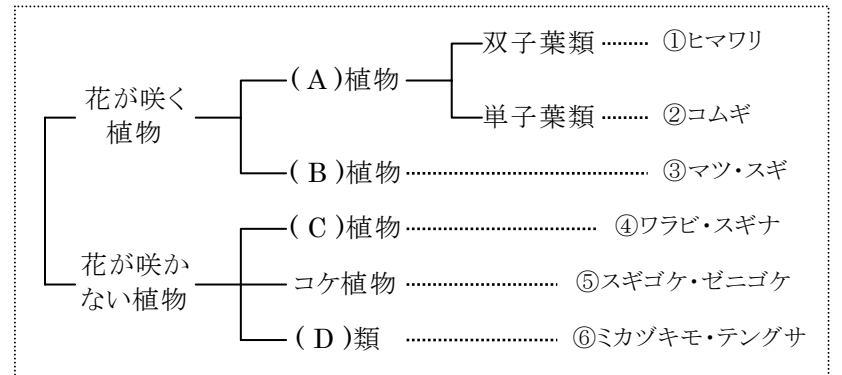 双子葉類 ……… ①ヒマワリ
( A )植物
花が咲く
植物
単子葉類 ……… ②コムギ
( B )植物 ……… ③マツ・スギ
( C )植物 ……… ④ワラビ・スギナ
花が咲か
ない植物
コケ植物 ……… ⑤スギゴケ・ゼニゴケ
( D )類 ……… ⑥ミカヅキモ・テングサ